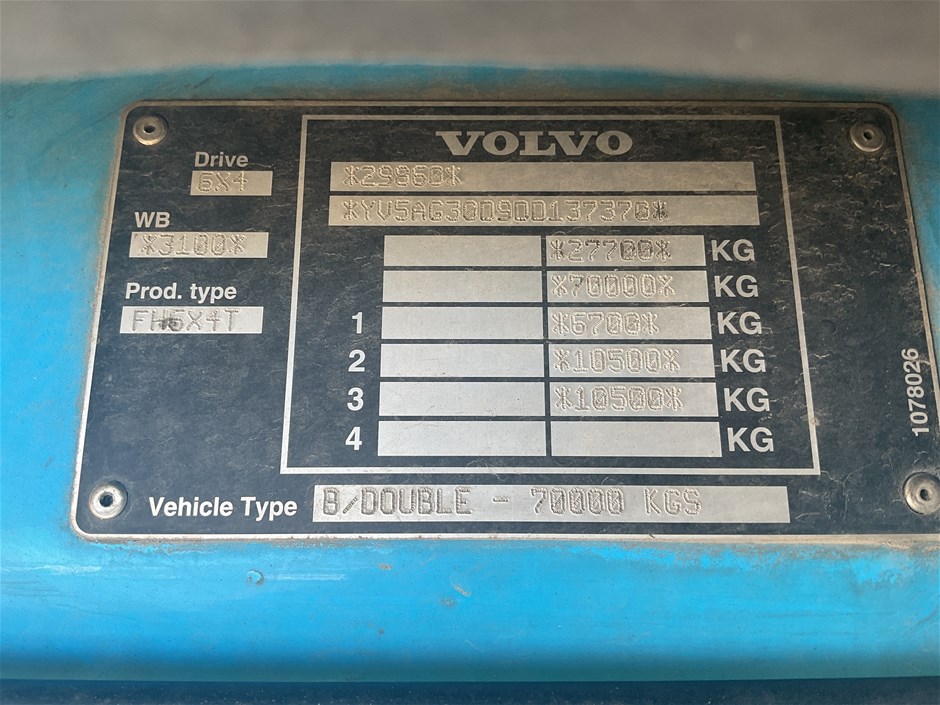 VOLVO
Drive
6X4
*29860*
*YV5AG30D9DD137370*
WB
*3100*
*27700* KG
*70000* KG
Prod. type
FH6X4T
1 *6700* KG
2 *10500* KG
3 *10500* KG
4 KG
1078026
Vehicle Type B/DOUBLE - 70000 KGS